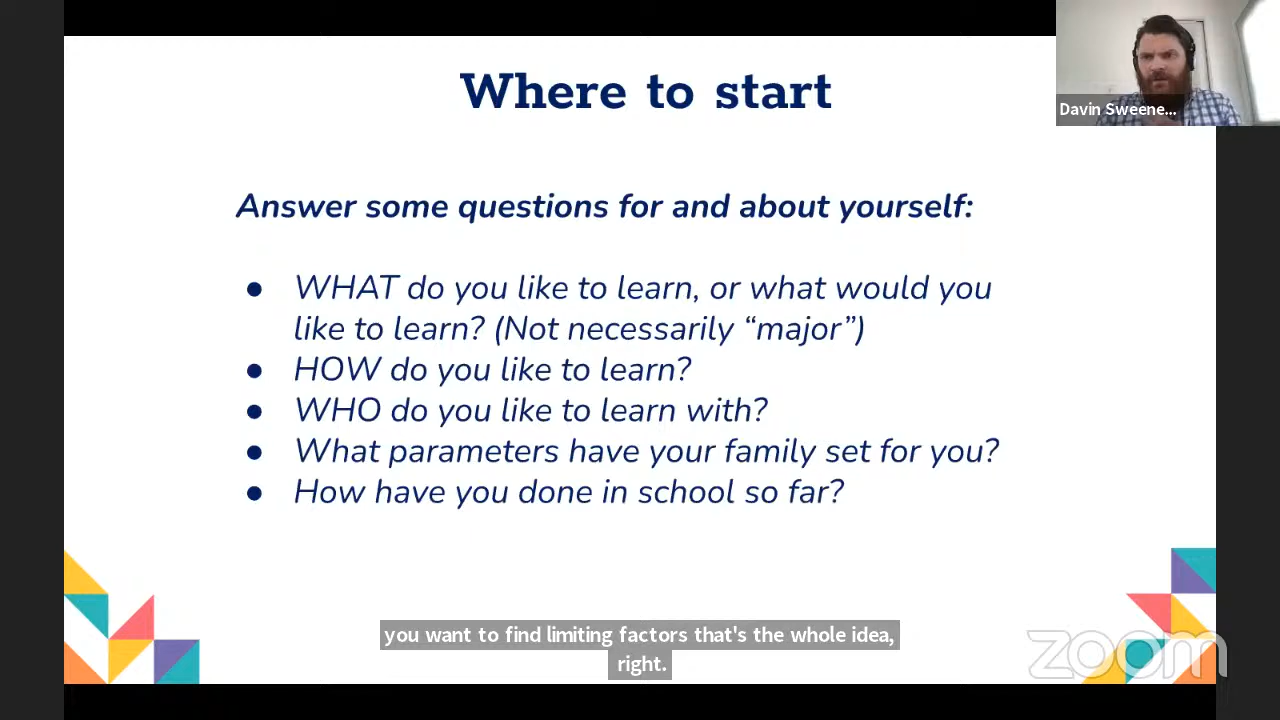 Where to start
Davin Sweene...
Answer some questions for and about yourself:
● WHAT do you like to learn, or what would you
like to learn? (Not necessarily “major”)
● HOW do you like to learn?
● WHO do you like to learn with?
● What parameters have your family set for you?
● How have you done in school so far?
you want to find limiting factors that's the whole idea,
right.
zoom